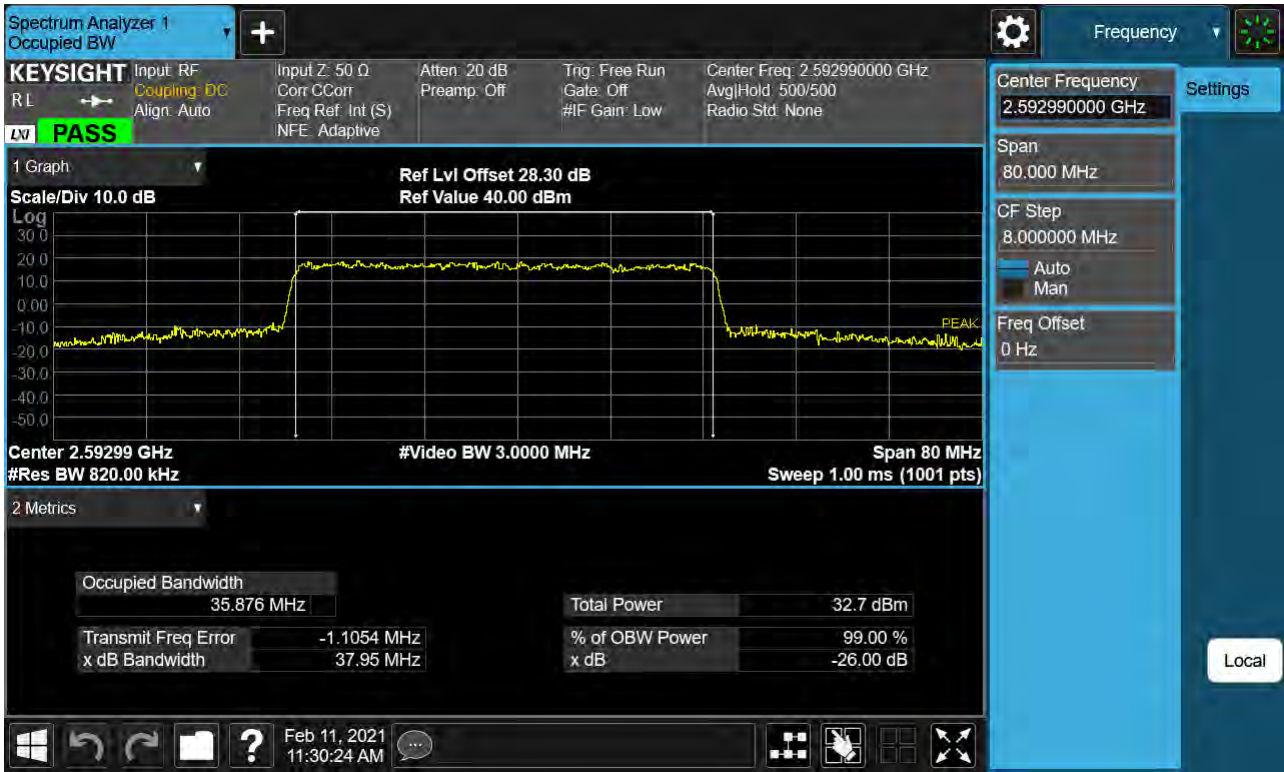 Spectrum Analyzer 1
Occupied BW
+
Frequency
KEYSIGHT
RL
LXI
PASS
Input: RF
Coupling: DC
Align: Auto
Input Z: 50 Ω
Corr CCorr
Freq Ref: Int (S)
NFE: Adaptive
Atten: 20 dB
Preamp: Off
Trig: Free Run
Gate: Off
#IF Gain: Low
Center Freq: 2.592990000 GHz
Avg|Hold: 500/500
Radio Std: None
Center Frequency
2.592990000 GHz
Settings
Span
80.000 MHz
CF Step
8.000000 MHz
Auto
Man
Freq Offset
0 Hz
Local
1 Graph
Scale/Div 10.0 dB
Ref Lvl Offset 28.30 dB
Ref Value 40.00 dBm
Log
30.0
20.0
10.0
0.00
-10.0
-20.0
-30.0
-40.0
-50.0
PEAK
Center 2.59299 GHz
#Video BW 3.0000 MHz
Span 80 MHz
#Res BW 820.00 kHz
Sweep 1.00 ms (1001 pts)
2 Metrics
Occupied Bandwidth
35.876 MHz
Total Power 32.7 dBm
Transmit Freq Error -1.1054 MHz
% of OBW Power 99.00 %
x dB Bandwidth 37.95 MHz
x dB -26.00 dB
?
Feb 11, 2021
11:30:24 AM